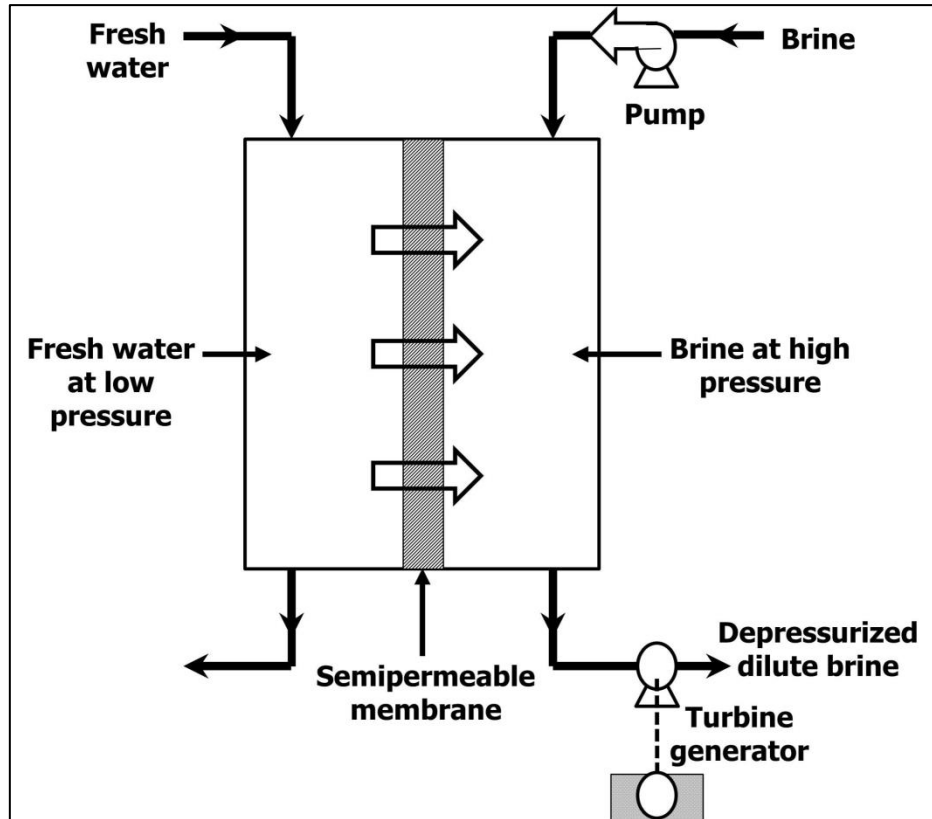 Fresh
water
Brine
Pump
Fresh water
at low
pressure
Brine at high
pressure
Semipermeable
membrane
Depressurized
dilute brine
Turbine
generator